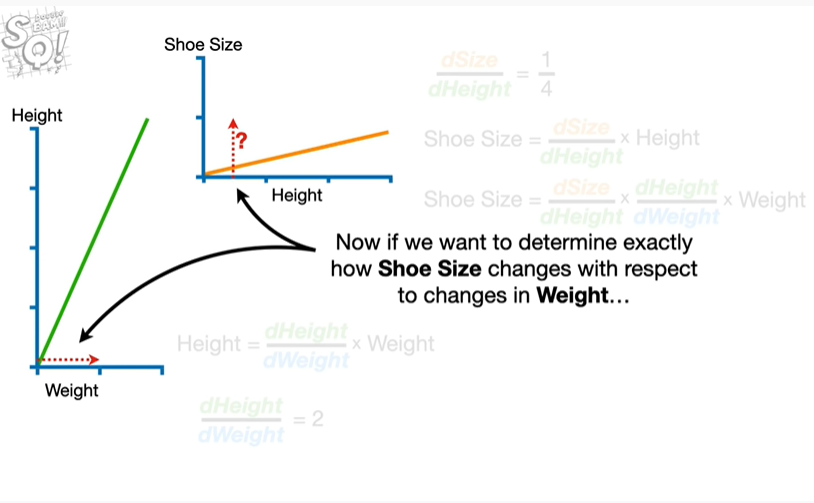 StatQuest!!!
Shoe Size
Height
?
Height
Weight
dSize / dHeight = 1 / 4
Shoe Size = dSize / dHeight x Height
Shoe Size = dSize / dHeight x dHeight / dWeight x Weight
Now if we want to determine exactly
how Shoe Size changes with respect
to changes in Weight…
Height = dHeight / dWeight x Weight
dHeight / dWeight = 2
Height